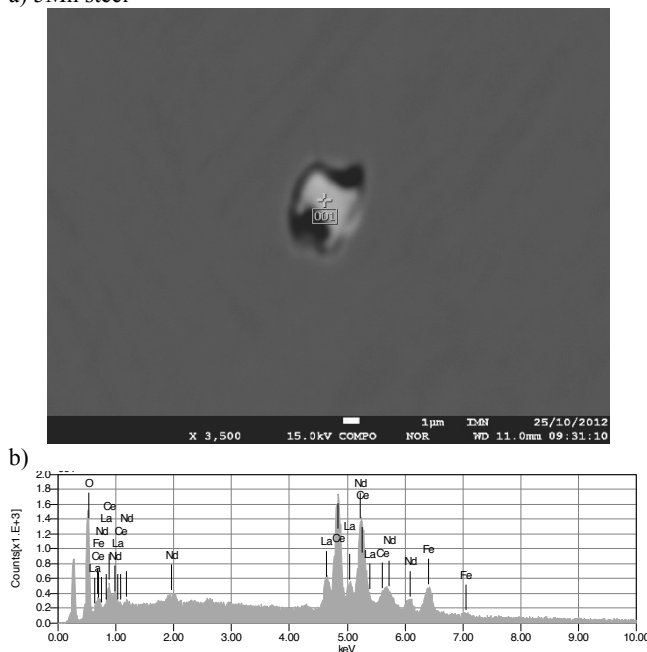 a) 5Mn steel
001
1µm IMN 25/10/2012
X 3,500 15.0kV COMPO NOR WD 11.0mm 09:31:10
b)
2.0
1.8
1.6
1.4
1.2
1.0
0.8
0.6
0.4
0.2
0.0
Counts[x1.E+3]
O
Ce
La
Nd
Nd
Ce
Fe
La
Ce
Nd
La
Nd
La
Ce
La
Nd
Ce
La
Ce
Nd
Nd
Fe
Fe
0.00 1.00 2.00 3.00 4.00 5.00 6.00 7.00 8.00 9.00 10.00
keV